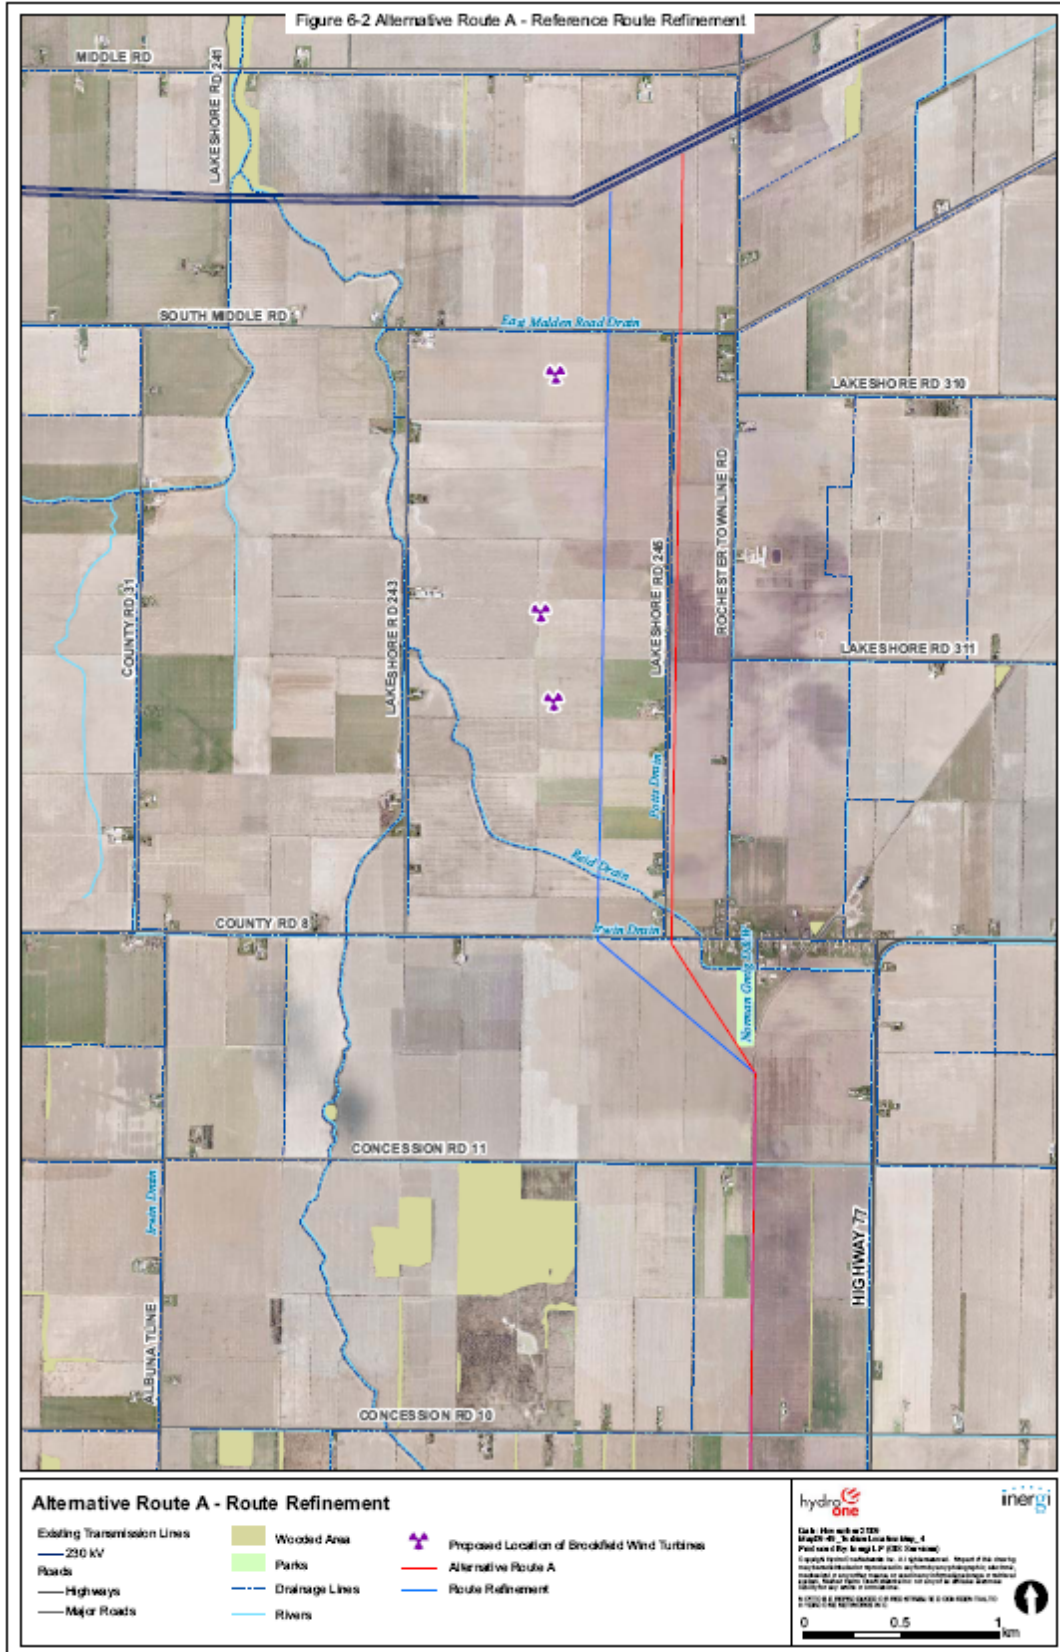 Figure 6-2 Alternative Route A - Reference Route Refinement
MIDDLE RD
LAKESHORE RD 241
SOUTH MIDDLE RD
East Malden Road Drain
LAKESHORE RD 310
ROCHESTER TOWNLINE RD
LAKESHORE RD 245
LAKESHORE RD 243
COUNTY RD 31
LAKESHORE RD 311
Potts Drain
Reid Drain
COUNTY RD 8
Irwin Drain
Norman Greig
CONCESSION RD 11
Irwin Drain
HIGHWAY 77
ALBUNA TLINE
CONCESSION RD 10
Alternative Route A - Route Refinement
Existing Transmission Lines
230 kV
Roads
Highways
Major Roads
Wooded Area
Parks
Drainage Lines
Rivers
Proposed Location of Brookfield Wind Turbines
Alternative Route A
Route Refinement
hydro one
inergi
0 0.5 1 km